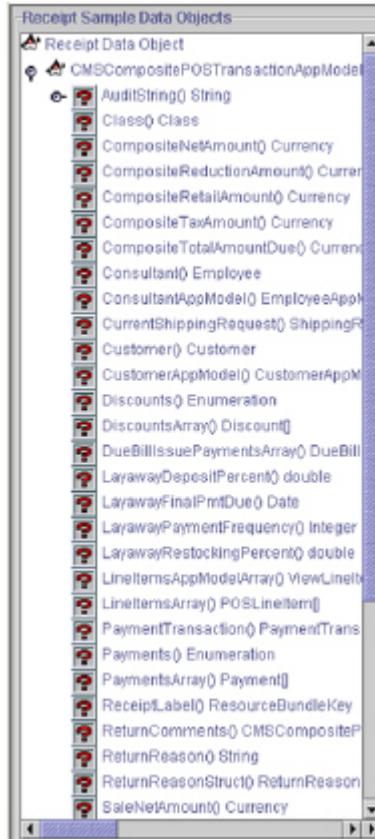 Receipt Sample Data Objects
Receipt Data Object
CMSCompositePOSTransactionAppModel
AuditString() String
Class() Class
CompositeNetAmount() Currency
CompositeReductionAmount() Curren
CompositeRetailAmount() Currency
CompositeTaxAmount() Currency
CompositeTotalAmountDue() Currenc
Consultant() Employee
ConsultantAppModel() EmployeeAppM
CurrentShippingRequest() ShippingR
Customer() Customer
CustomerAppModel() CustomerAppM
Discounts() Enumeration
DiscountsArray() Discount[]
DueBillIssuePaymentsArray() DueBill
LayawayDepositPercent() double
LayawayFinalPmtDue() Date
LayawayPaymentFrequency() Integer
LayawayRestockingPercent() double
LineItemsAppModelArray() ViewLineIt
LineItemsArray() POSLineItem[]
PaymentTransaction() PaymentTrans
Payments() Enumeration
PaymentsArray() Payment[]
ReceiptLabel() ResourceBundleKey
ReturnComments() CMSCompositeP
ReturnReason() String
ReturnReasonStruct() ReturnReason
SaleNetAmount() Currency